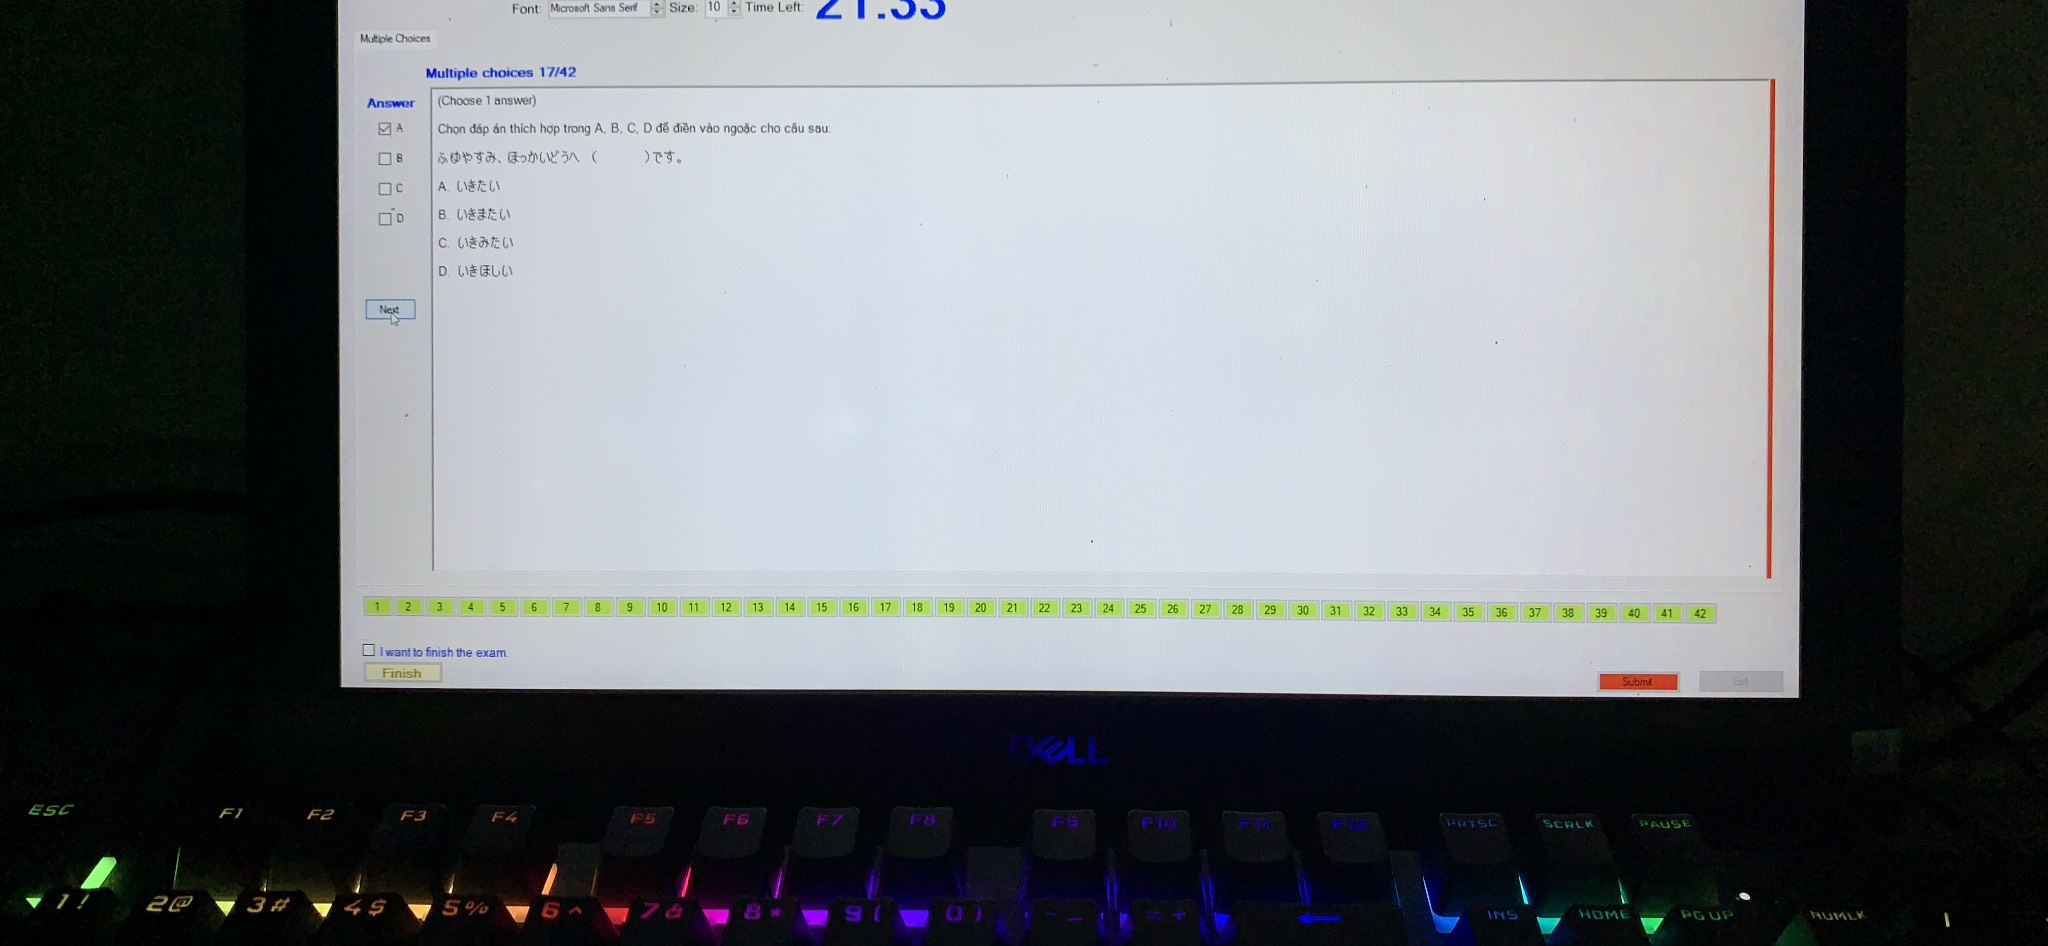 Font: Microsoft Sans Serif Size: 10 Time Left: 21:33
Multiple Choices
Multiple choices 17/42
Answer
(Choose 1 answer)
A
Chọn đáp án thích hợp trong A, B, C, D để điền vào ngoặc cho câu sau:
B
ふゆやすみ、ほっかいどうへ ( )です。
C
A. いきたい
D
B. いきまたい
C. いきみたい
D. いきほしい
Next
1 2 3 4 5 6 7 8 9 10 11 12 13 14 15 16 17 18 19 20 21 22 23 24 25 26 27 28 29 30 31 32 33 34 35 36 37 38 39 40 41 42
I want to finish the exam.
Finish
Submit Exit
DELL
ESC F1 F2 F3 F4 F5 F6 F7 F8 F9 F10 F11 F12 PRTSC SCRLK PAUSE
1 ! 2 @ 3 # 4 $ 5 % 6 ^ 7 & 8 * 9 ( 0 ) - _ = + INS HOME PG UP NUMLK